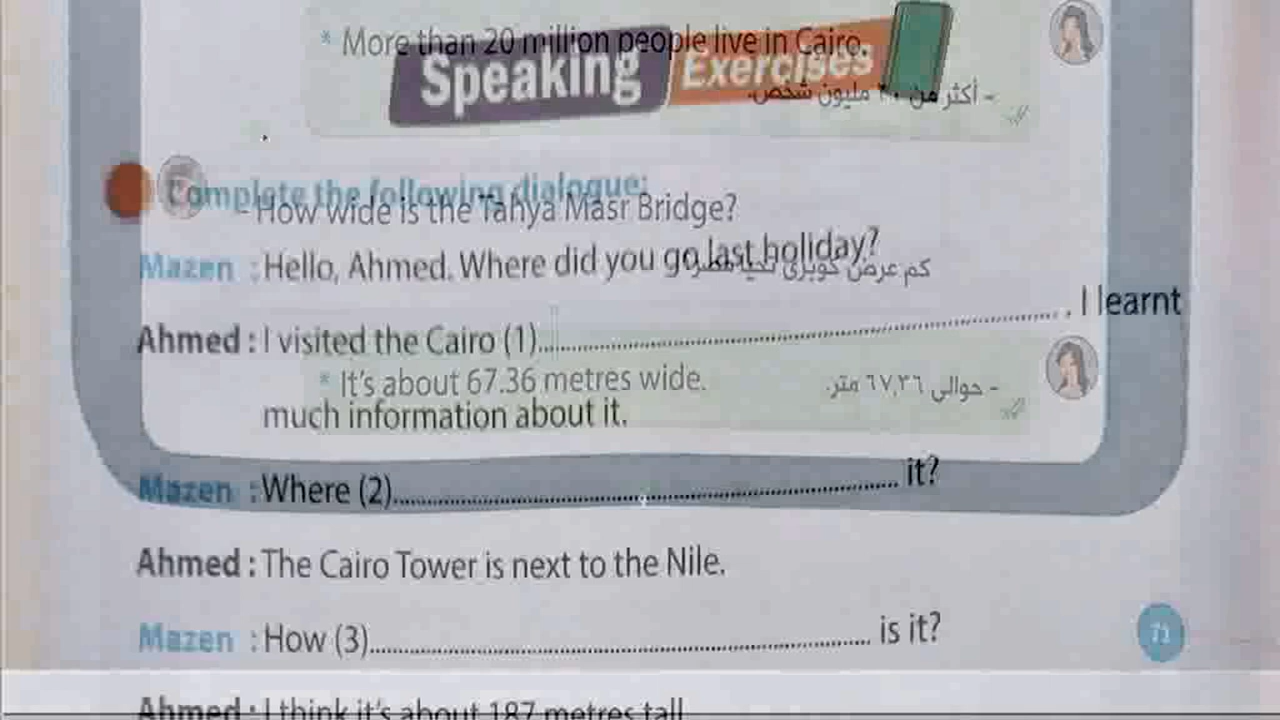 * More than 20 million people live in Cairo.
Speaking Exercises
- أكثر من ٢٠ مليون شخص.
Complete the following dialogue:
- How wide is the Tahya Masr Bridge?
Mazen : Hello, Ahmed. Where did you go last holiday?
كم عرض كوبرى تحيا مصر
Ahmed : I visited the Cairo (1)........................ . I learnt
* It's about 67.36 metres wide.
- حوالى ٦٧,٣٦ متر.
much information about it.
Mazen : Where (2)........................ it?
Ahmed : The Cairo Tower is next to the Nile.
Mazen : How (3)........................ is it?
71
Ahmed : I think it's about 187 metres tall